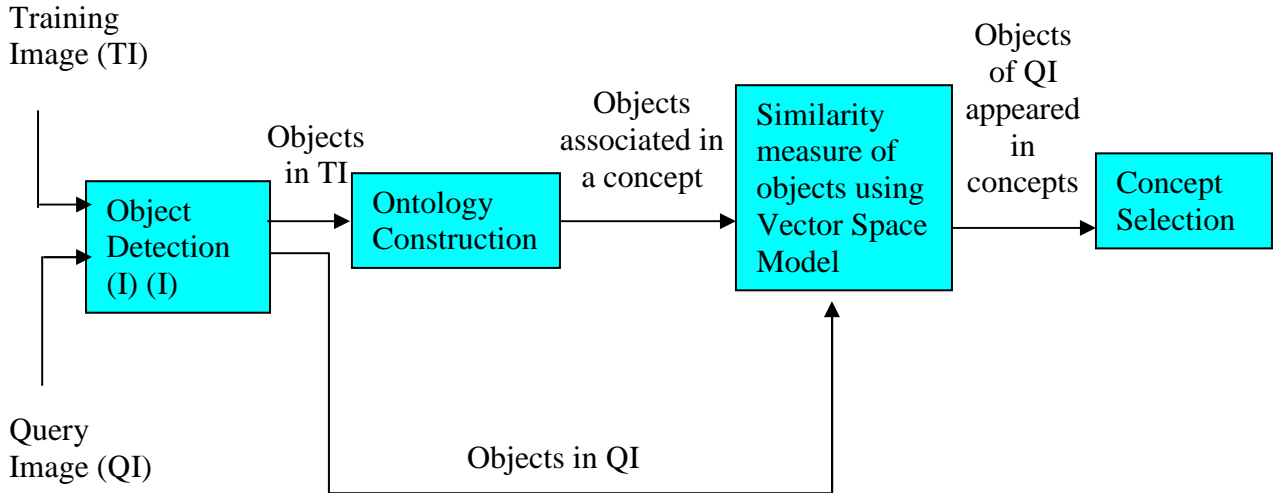 Training
Image (TI)
Objects
in TI
Objects
associated in
a concept
Objects
of QI
appeared
in
concepts
Object
Detection
(I) (I)
Ontology
Construction
Similarity
measure of
objects using
Vector Space
Model
Concept
Selection
Query
Image (QI)
Objects in QI